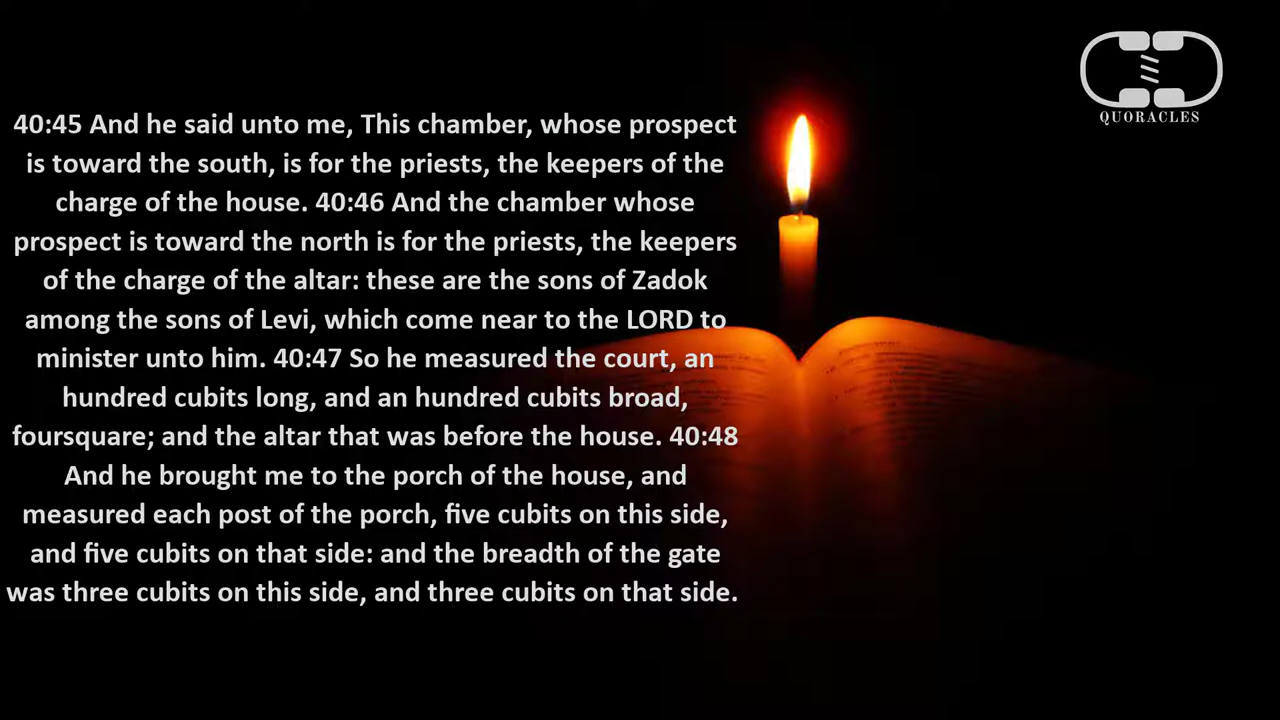 QUORACLES
40:45 And he said unto me, This chamber, whose prospect
is toward the south, is for the priests, the keepers of the
charge of the house. 40:46 And the chamber whose
prospect is toward the north is for the priests, the keepers
of the charge of the altar: these are the sons of Zadok
among the sons of Levi, which come near to the LORD to
minister unto him. 40:47 So he measured the court, an
hundred cubits long, and an hundred cubits broad,
foursquare; and the altar that was before the house. 40:48
And he brought me to the porch of the house, and
measured each post of the porch, five cubits on this side,
and five cubits on that side: and the breadth of the gate
was three cubits on this side, and three cubits on that side.